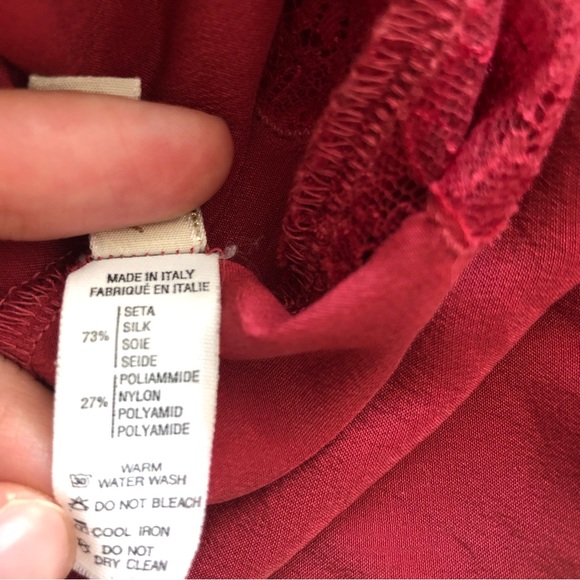 MADE IN ITALY
FABRIQUÉ EN ITALIE
SETA
SILK
73%
SOIE
SEIDE
POLIAMMIDE
27% NYLON
POLYAMID
POLYAMIDE
WARM
WATER WASH
DO NOT BLEACH
COOL IRON
DO NOT
DRY CLEAN